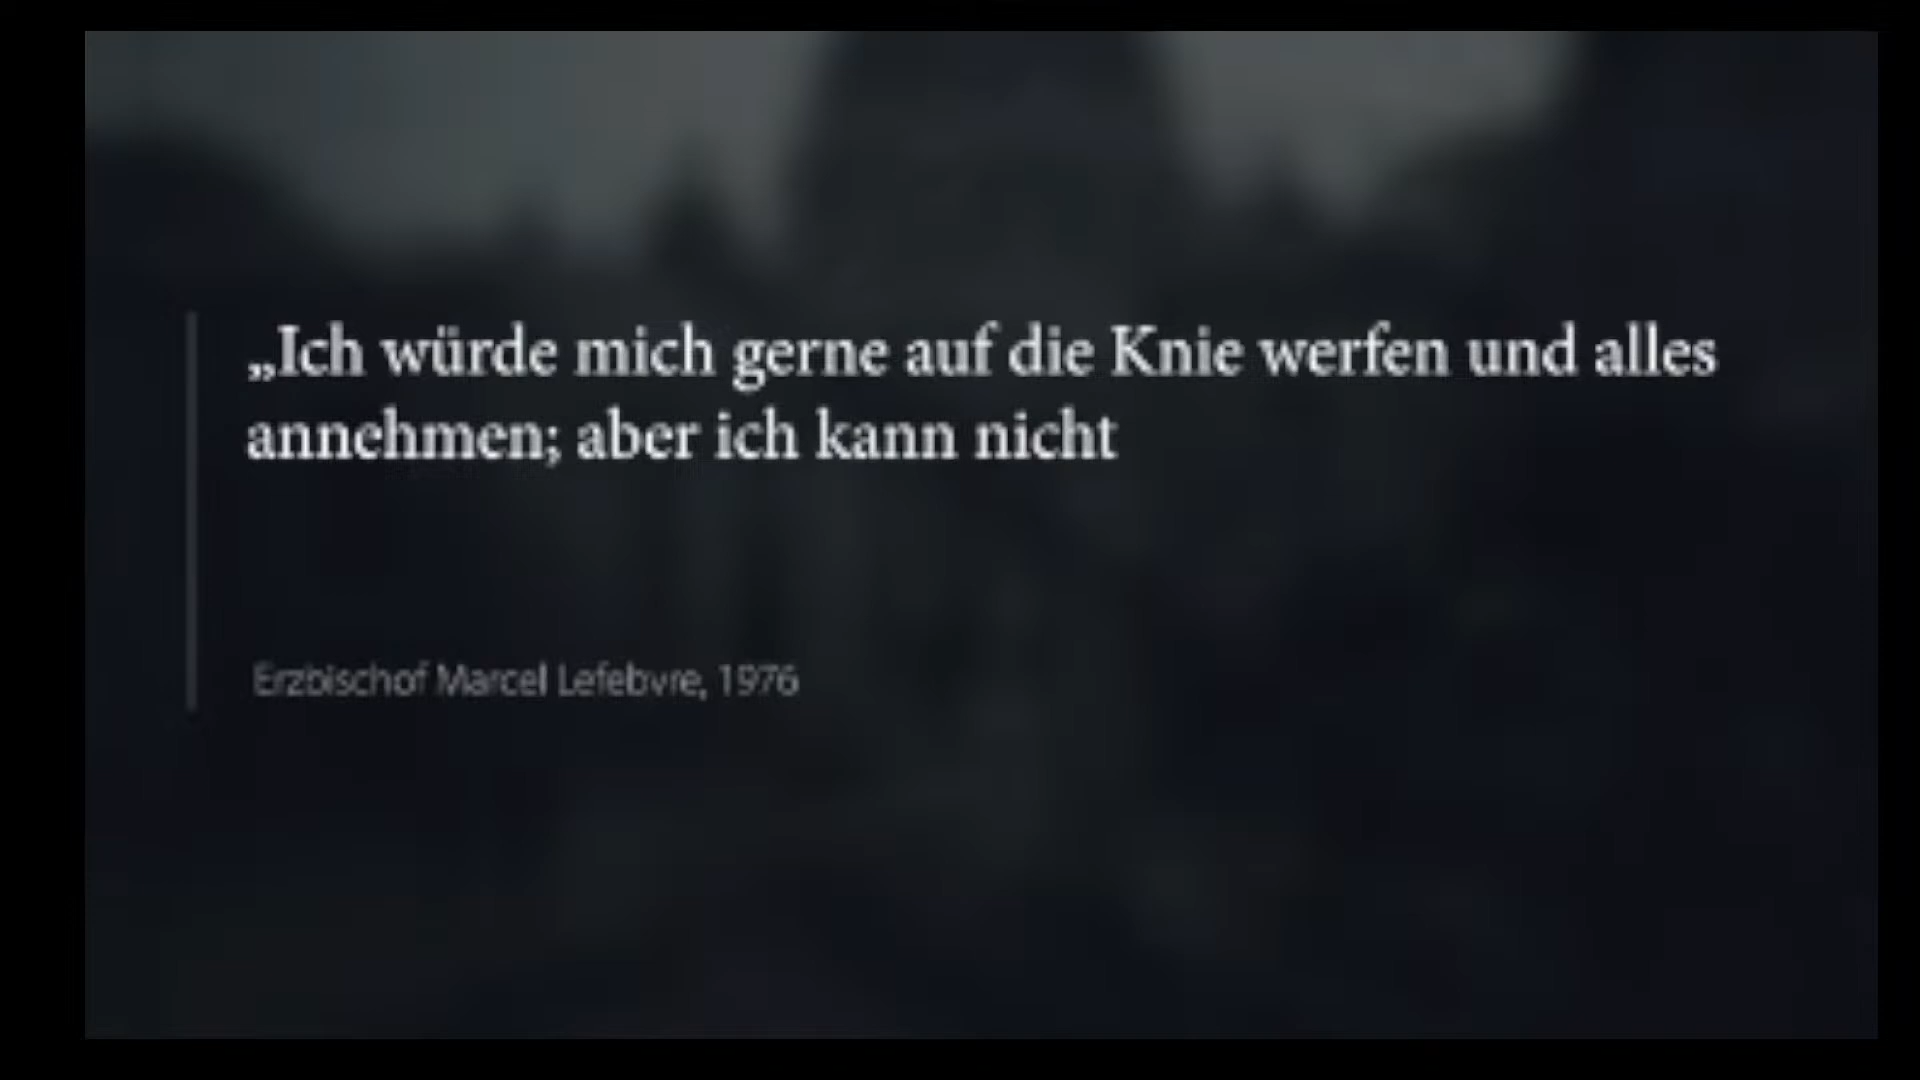 „Ich würde mich gerne auf die Knie werfen und alles
annehmen; aber ich kann nicht
Erzbischof Marcel Lefebvre, 1976